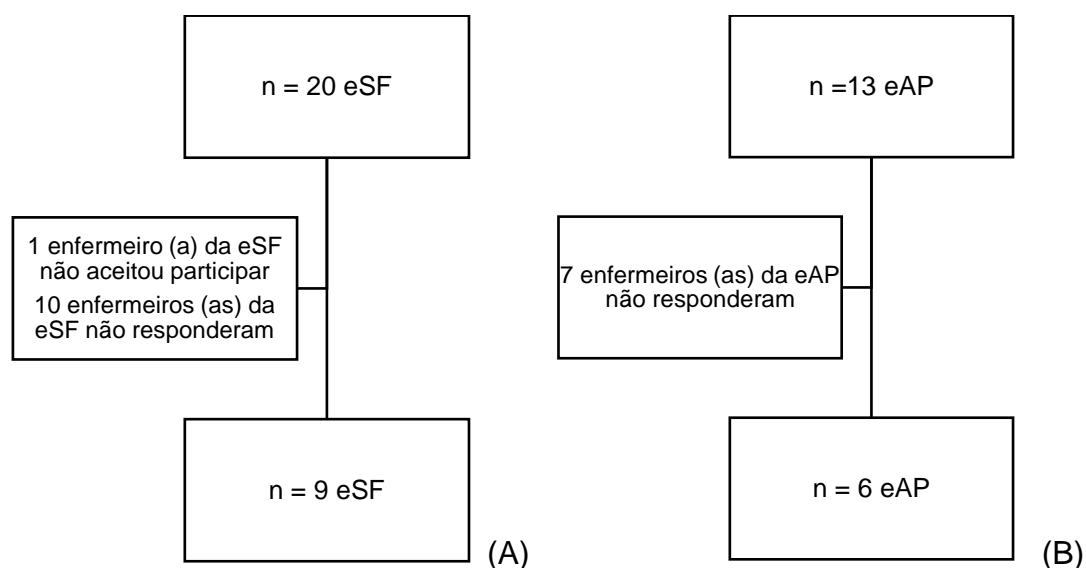 n = 20 eSF
1 enfermeiro (a) da eSF
não aceitou participar
10 enfermeiros (as) da
eSF não responderam
n = 9 eSF
(A)
n =13 eAP
7 enfermeiros (as) da eAP
não responderam
n = 6 eAP
(B)